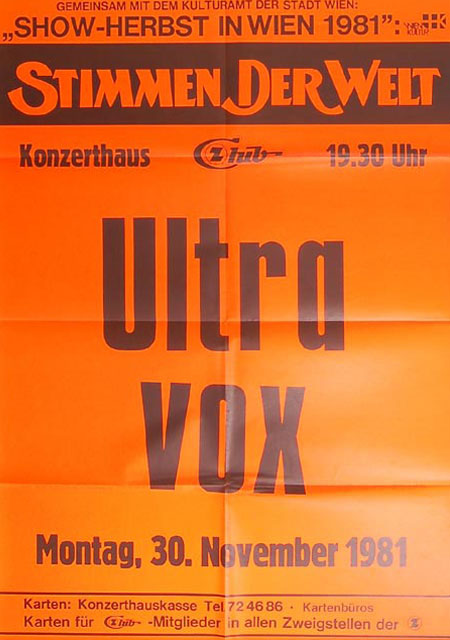 GEMEINSAM MIT DEM KULTURAMT DER STADT WIEN:
„SHOW-HERBST IN WIEN 1981”: WIEN KULTUR
STIMMEN DER WELT
Konzerthaus Z Club 19.30 Uhr
Ultra
vox
Montag, 30. November 1981
Karten: Konzerthauskasse Tel. 72 46 86 · Kartenbüros
Karten für Z Club -Mitglieder in allen Zweigstellen der Z